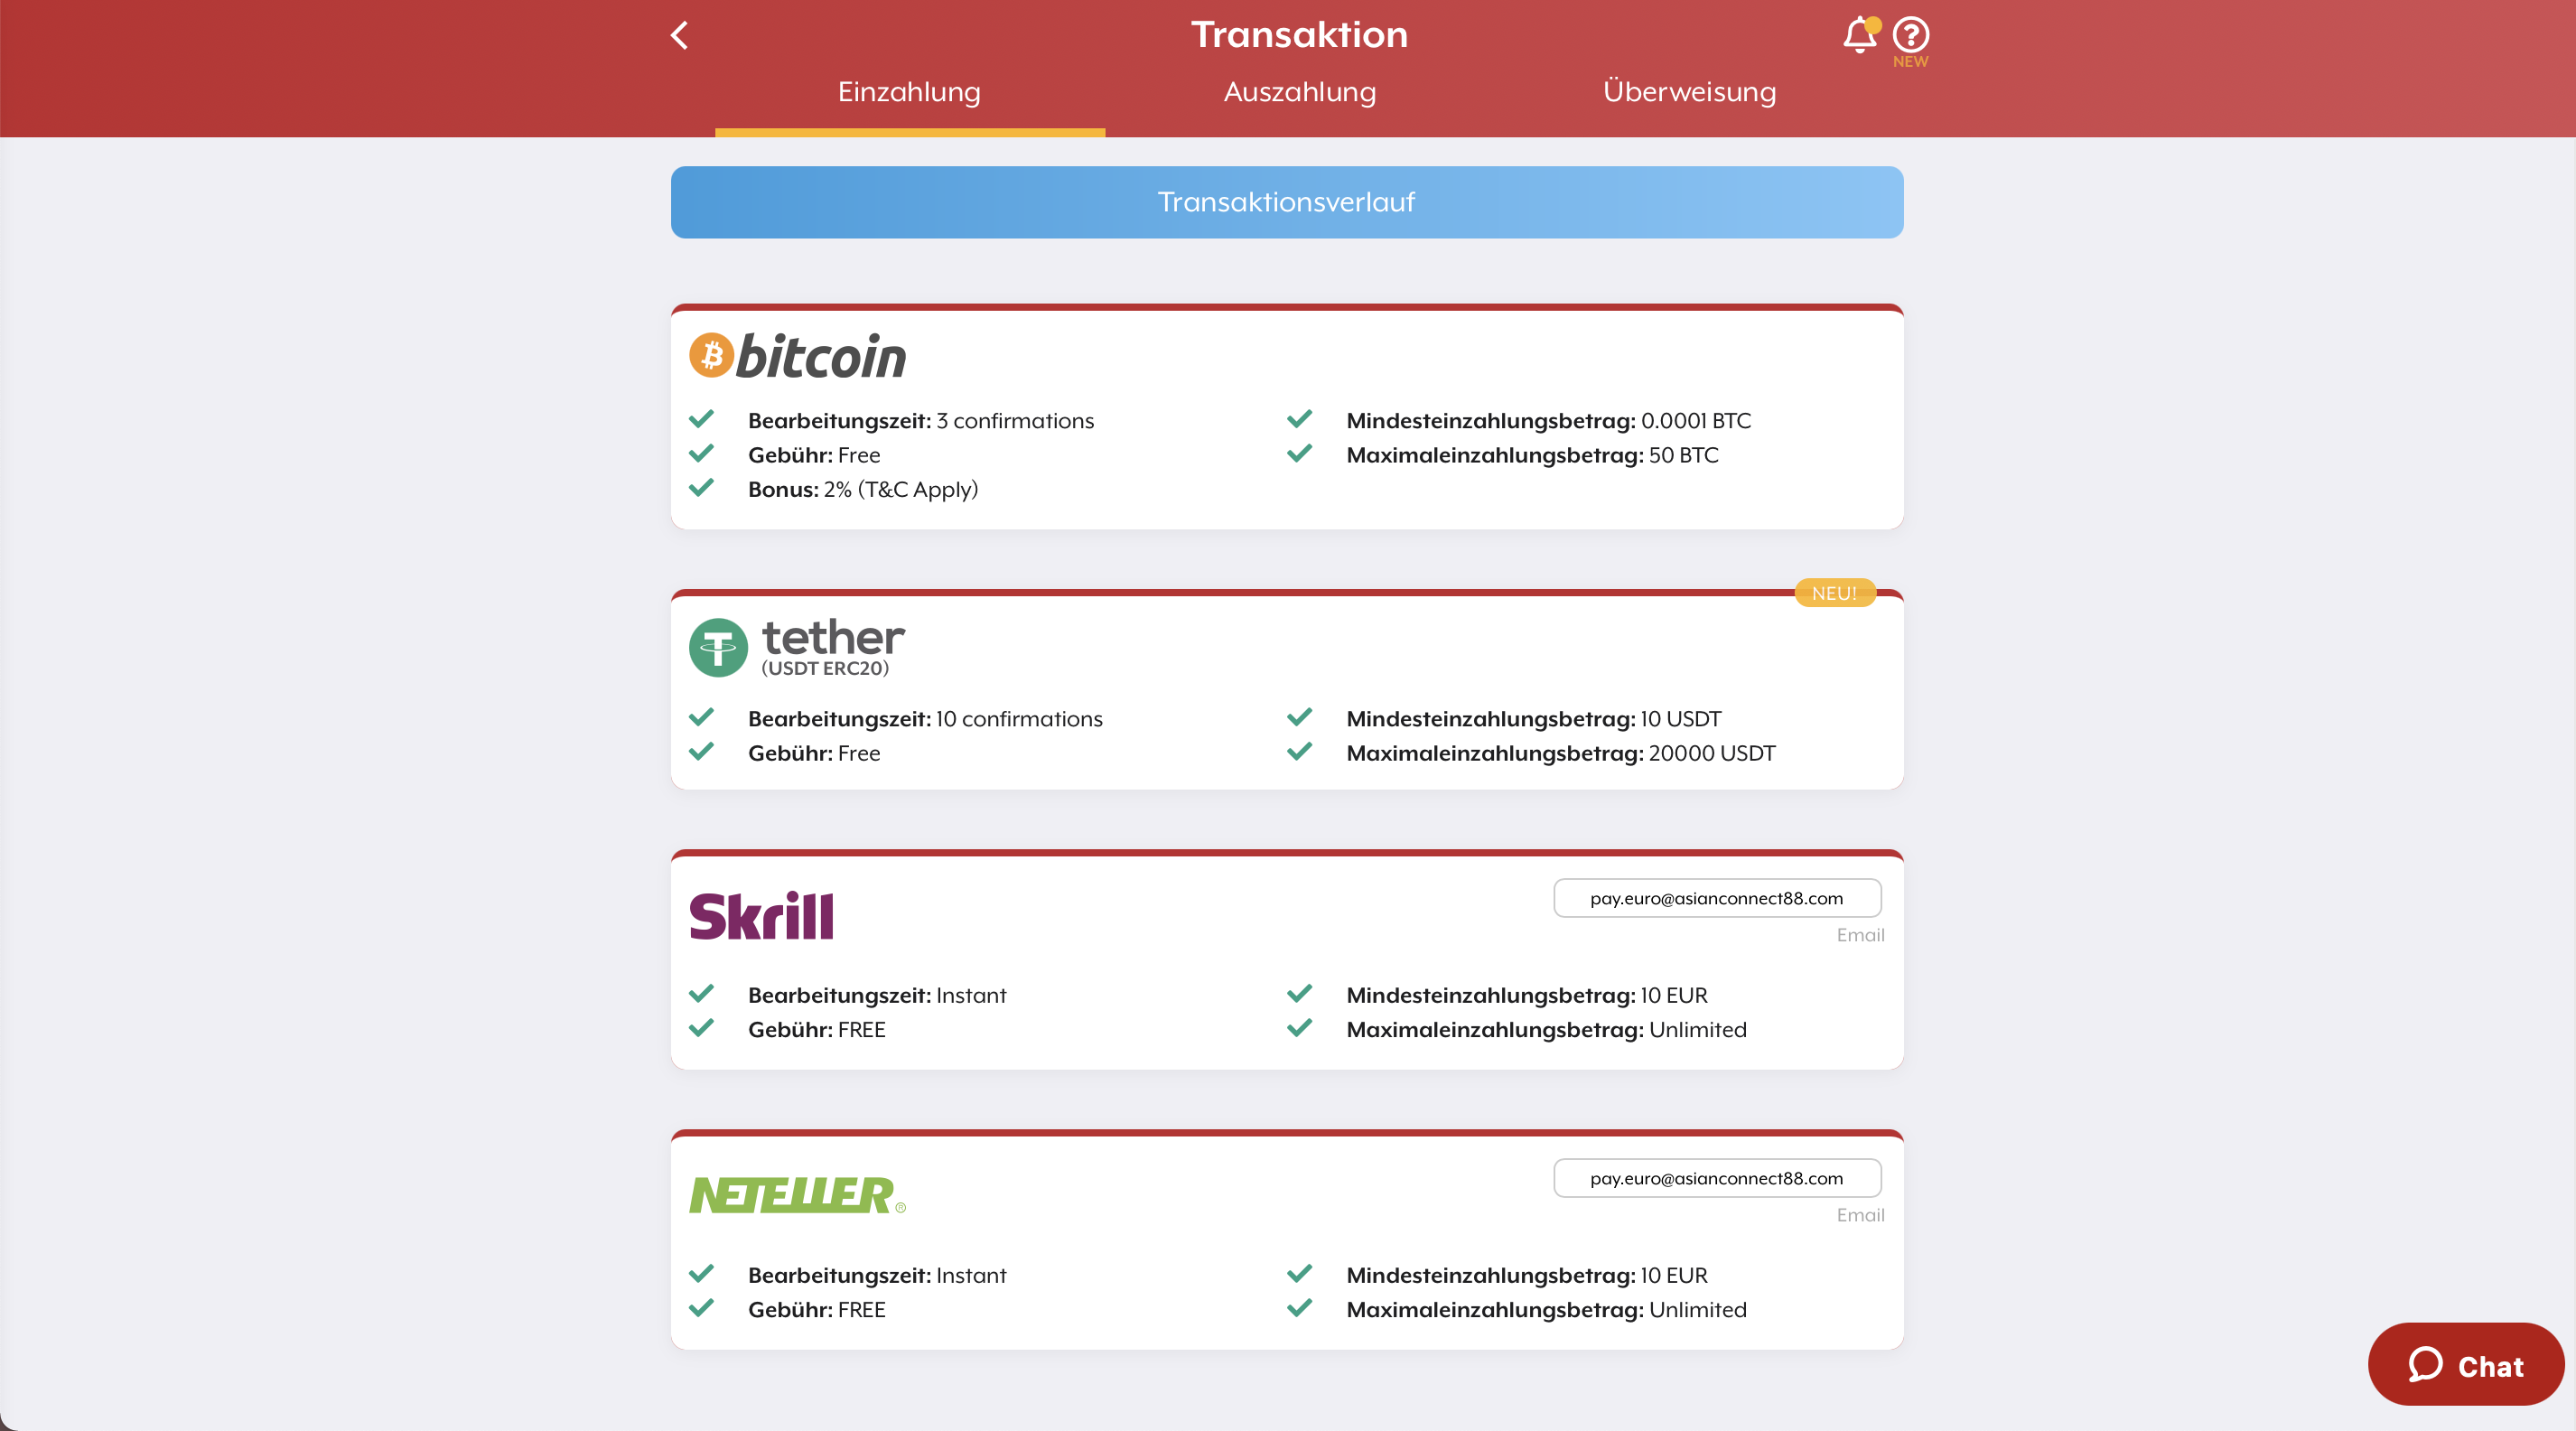 Transaktion
NEW
Einzahlung Auszahlung Überweisung
Transaktionsverlauf
bitcoin
Bearbeitungszeit: 3 confirmations
Gebühr: Free
Bonus: 2% (T&C Apply)
Mindesteinzahlungsbetrag: 0.0001 BTC
Maximaleinzahlungsbetrag: 50 BTC
NEU!
tether
(USDT ERC20)
Bearbeitungszeit: 10 confirmations
Gebühr: Free
Mindesteinzahlungsbetrag: 10 USDT
Maximaleinzahlungsbetrag: 20000 USDT
Skrill
pay.euro@asianconnect88.com
Email
Bearbeitungszeit: Instant
Gebühr: FREE
Mindesteinzahlungsbetrag: 10 EUR
Maximaleinzahlungsbetrag: Unlimited
NETELLER®
pay.euro@asianconnect88.com
Email
Bearbeitungszeit: Instant
Gebühr: FREE
Mindesteinzahlungsbetrag: 10 EUR
Maximaleinzahlungsbetrag: Unlimited
Chat